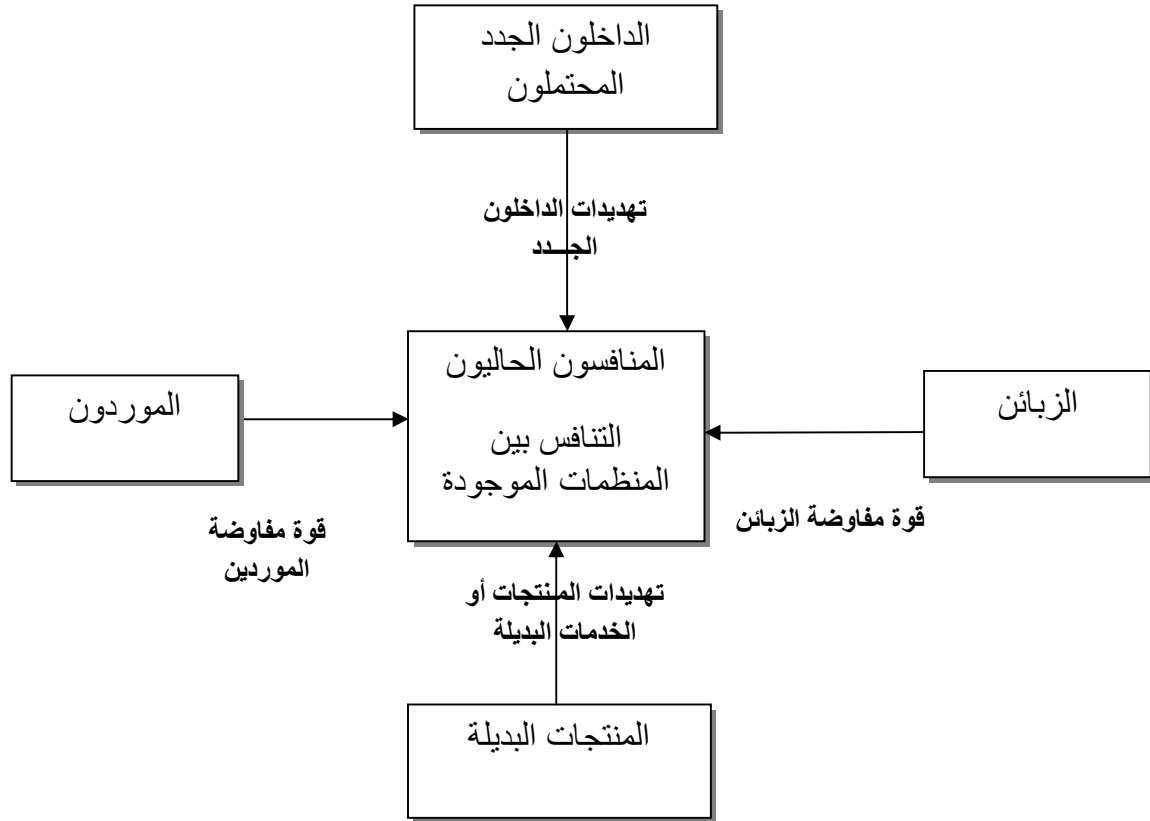 الداخلون الجدد
المحتملون
تهديدات الداخلون
الجــدد
المنافسون الحاليون
التنافس بين
المنظمات الموجودة
الزبائن
قوة مفاوضة الزبائن
الموردون
قوة مفاوضة
الموردين
تهديدات المنتجات أو
الخدمات البديلة
المنتجات البديلة